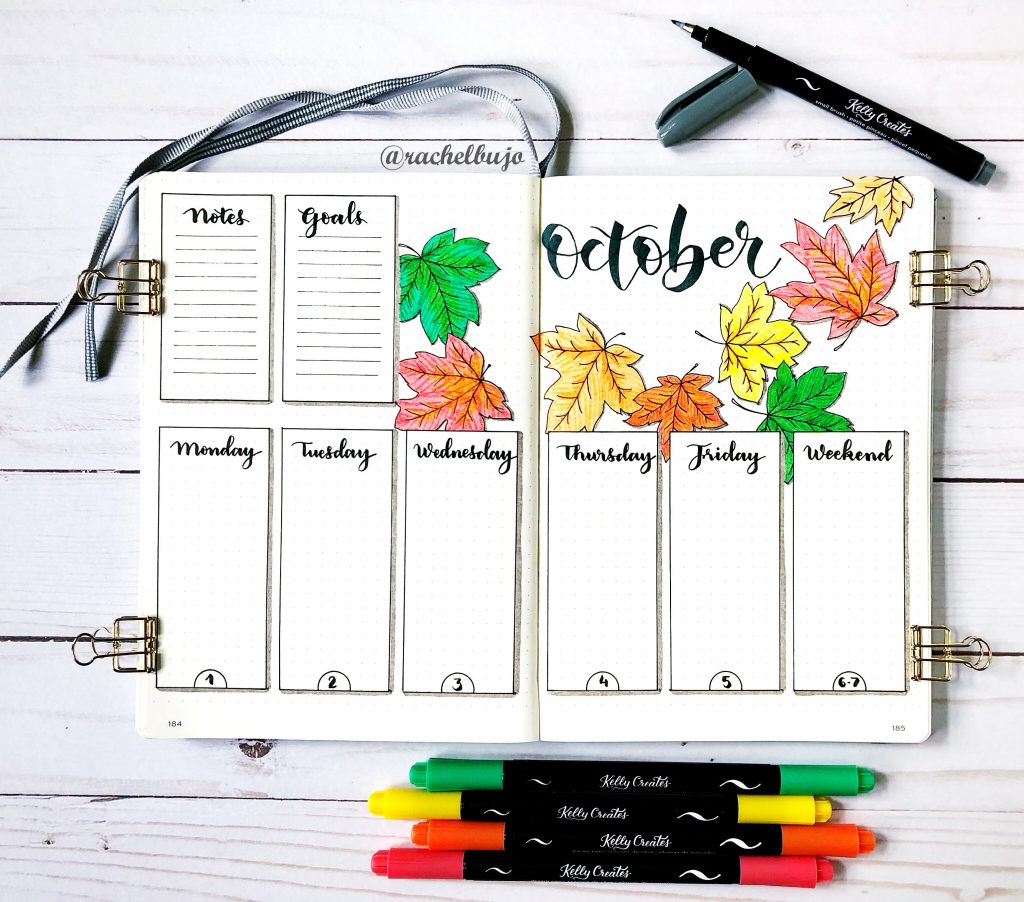 @rachelbujo
Kelly Creates
small brush • petite pinceau • pincel pequeño
Notes
Goals
October
Monday
Tuesday
Wednesday
Thursday
Friday
Weekend
1
2
3
4
5
6-7
184
185
Kelly Creates
Kelly Creates
Kelly Creates
Kelly Creates